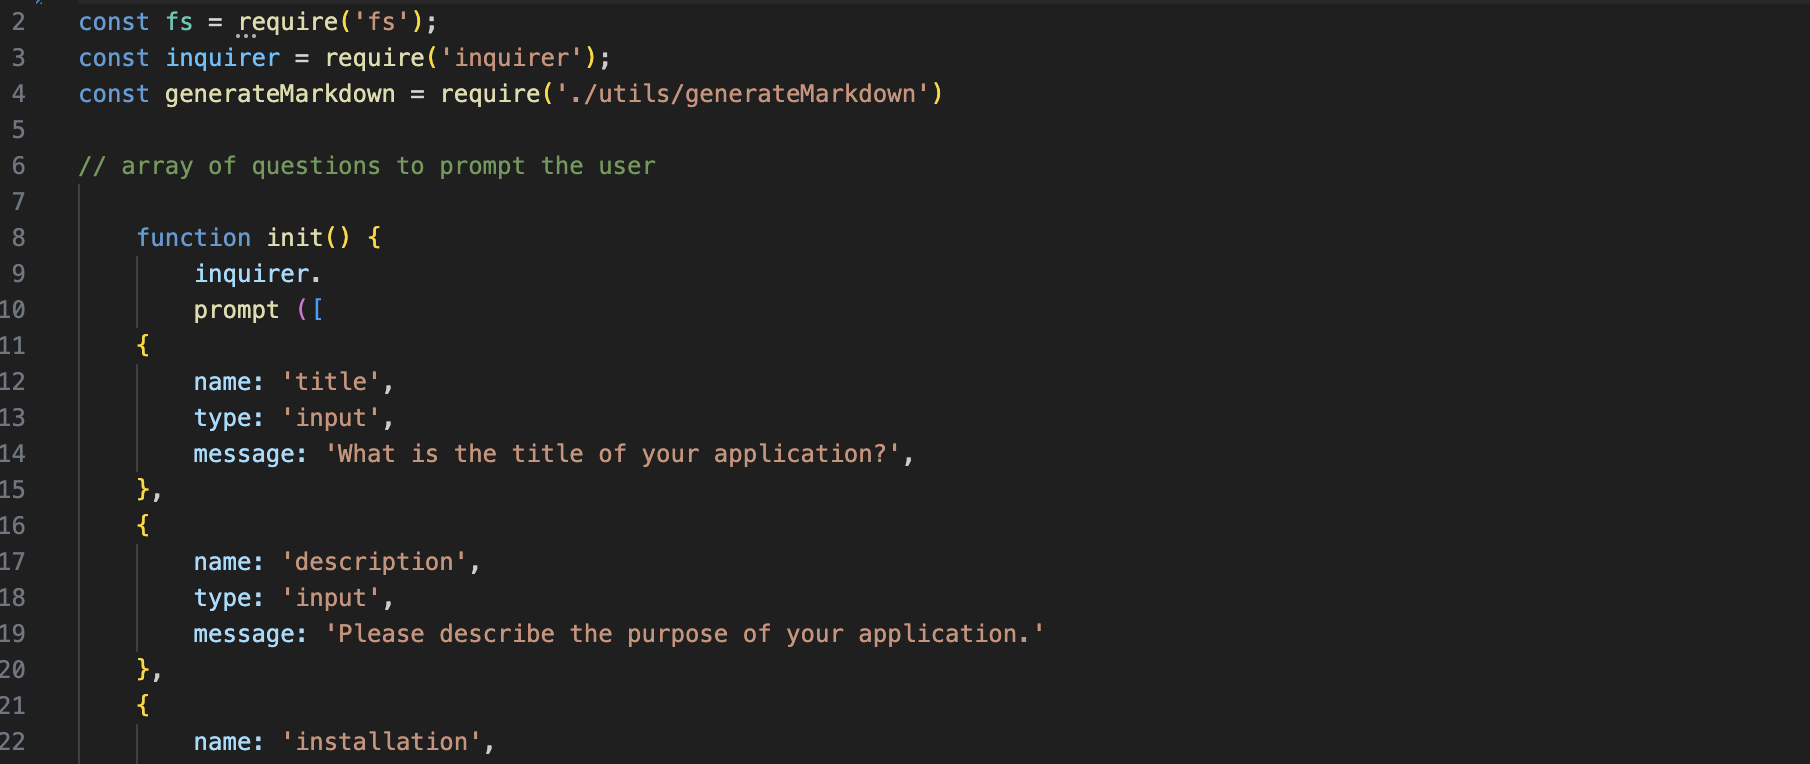 2 const fs = require('fs');
3 const inquirer = require('inquirer');
4 const generateMarkdown = require('./utils/generateMarkdown')
5
6 // array of questions to prompt the user
7
8 function init() {
9 inquirer.
10 prompt ([
11 {
12 name: 'title',
13 type: 'input',
14 message: 'What is the title of your application?',
15 },
16 {
17 name: 'description',
18 type: 'input',
19 message: 'Please describe the purpose of your application.'
20 },
21 {
22 name: 'installation',